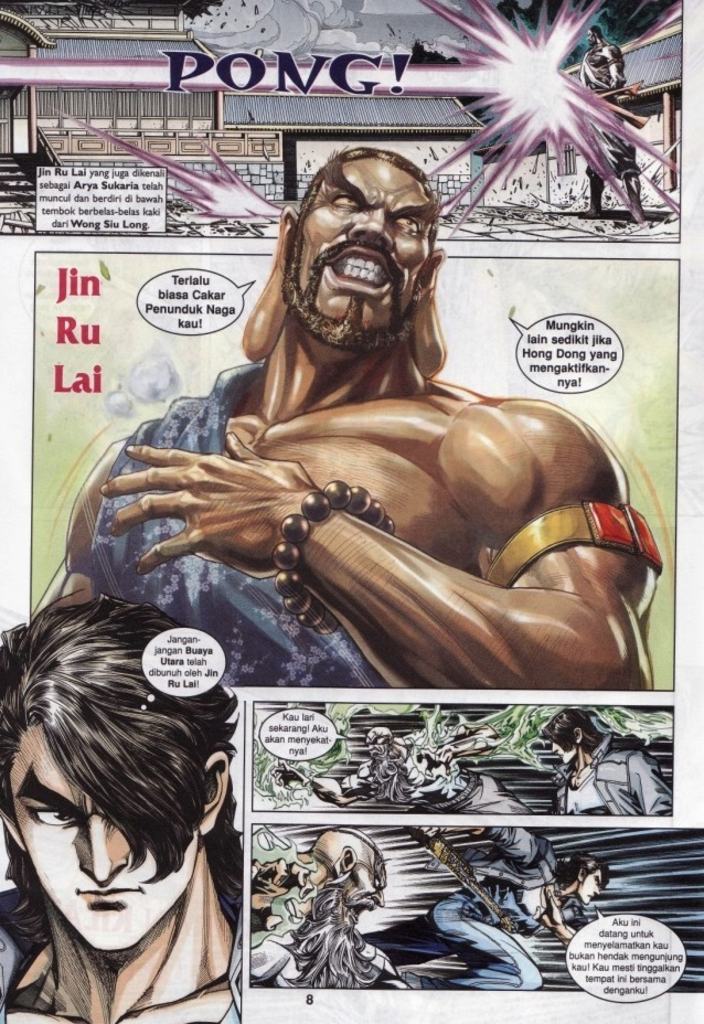 PONG!
Jin Ru Lai yang juga dikenali
sebagai Arya Sukaria telah
muncul dan berdiri di bawah
tembok berbelas-belas kaki
dari Wong Siu Long.
Jin
Ru
Lai
Terlalu
biasa Cakar
Penunduk Naga
kau!
Mungkin
lain sedikit jika
Hong Dong yang
mengaktifkan-
nya!
Jangan-
jangan Buaya
Utara telah
dibunuh oleh Jin
Ru Lai!
Kau lari
sekarang! Aku
akan menyekat-
nya!
Aku ini
datang untuk
menyelamatkan kau
bukan hendak mengunjung
kau! Kau mesti tinggalkan
tempat ini bersama
denganku!
8